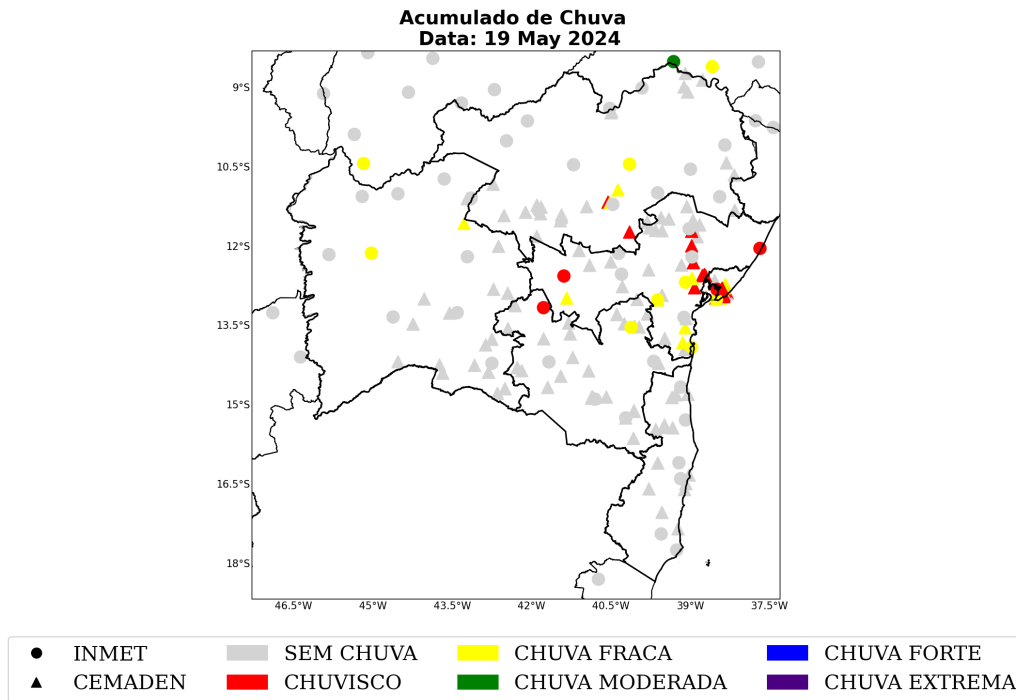 Acumulado de Chuva
Data: 19 May 2024
9°S
10.5°S
12°S
13.5°S
15°S
16.5°S
18°S
46.5°W 45°W 43.5°W 42°W 40.5°W 39°W 37.5°W
INMET SEM CHUVA CHUVA FRACA CHUVA FORTE
CEMADEN CHUVISCO CHUVA MODERADA CHUVA EXTREMA